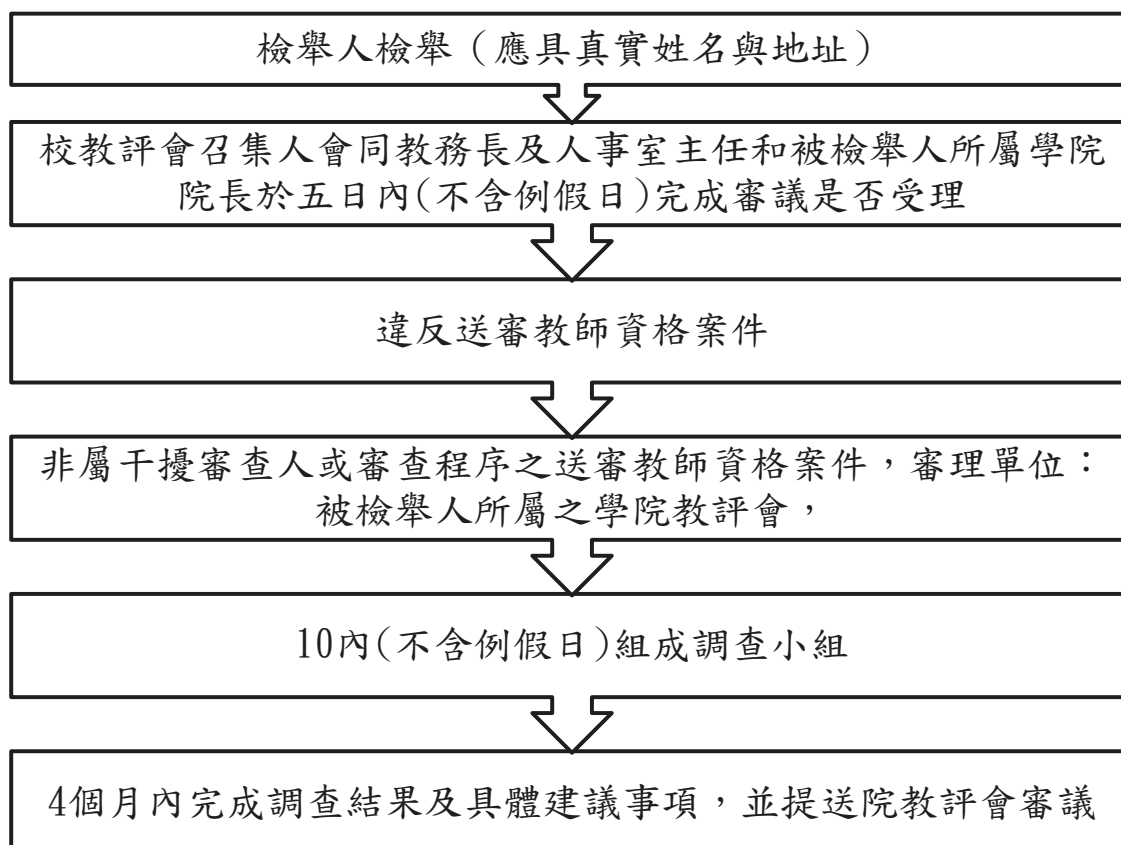 檢舉人檢舉（應具真實姓名與地址）
校教評會召集人會同教務長及人事室主任和被檢舉人所屬學院
院長於五日內(不含例假日)完成審議是否受理
違反送審教師資格案件
非屬干擾審查人或審查程序之送審教師資格案件，審理單位：
被檢舉人所屬之學院教評會，
10內(不含例假日)組成調查小組
4個月內完成調查結果及具體建議事項，並提送院教評會審議